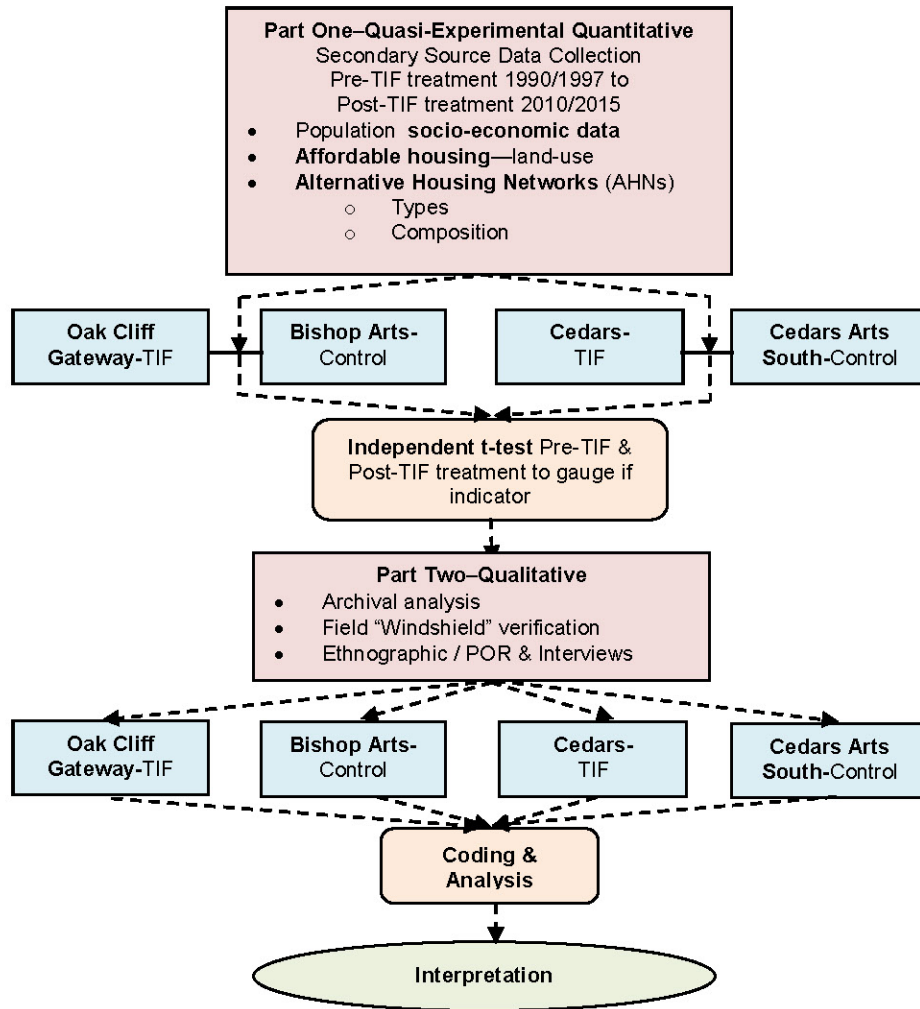 Part One–Quasi-Experimental Quantitative
Secondary Source Data Collection
Pre-TIF treatment 1990/1997 to
Post-TIF treatment 2010/2015
• Population socio-economic data
• Affordable housing—land-use
• Alternative Housing Networks (AHNs)
○ Types
○ Composition
Oak Cliff
Gateway-TIF
Bishop Arts-
Control
Cedars-
TIF
Cedars Arts
South-Control
Independent t-test Pre-TIF &
Post-TIF treatment to gauge if
indicator
Part Two–Qualitative
• Archival analysis
• Field “Windshield” verification
• Ethnographic / POR & Interviews
Oak Cliff
Gateway-TIF
Bishop Arts-
Control
Cedars-
TIF
Cedars Arts
South-Control
Coding &
Analysis
Interpretation